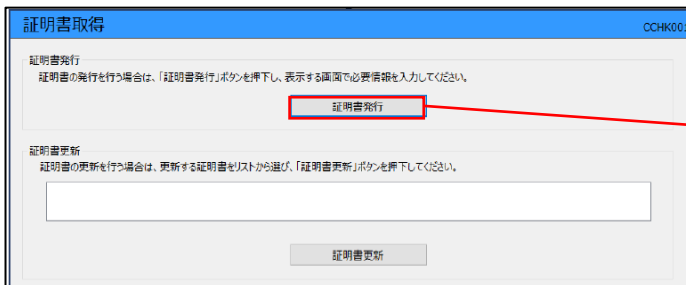 証明書取得
CCHK001
証明書発行
証明書の発行を行う場合は、「証明書発行」ボタンを押下し、表示する画面で必要情報を入力してください。
証明書発行
証明書更新
証明書の更新を行う場合は、更新する証明書をリストから選び、「証明書更新」ボタンを押下してください。
証明書更新